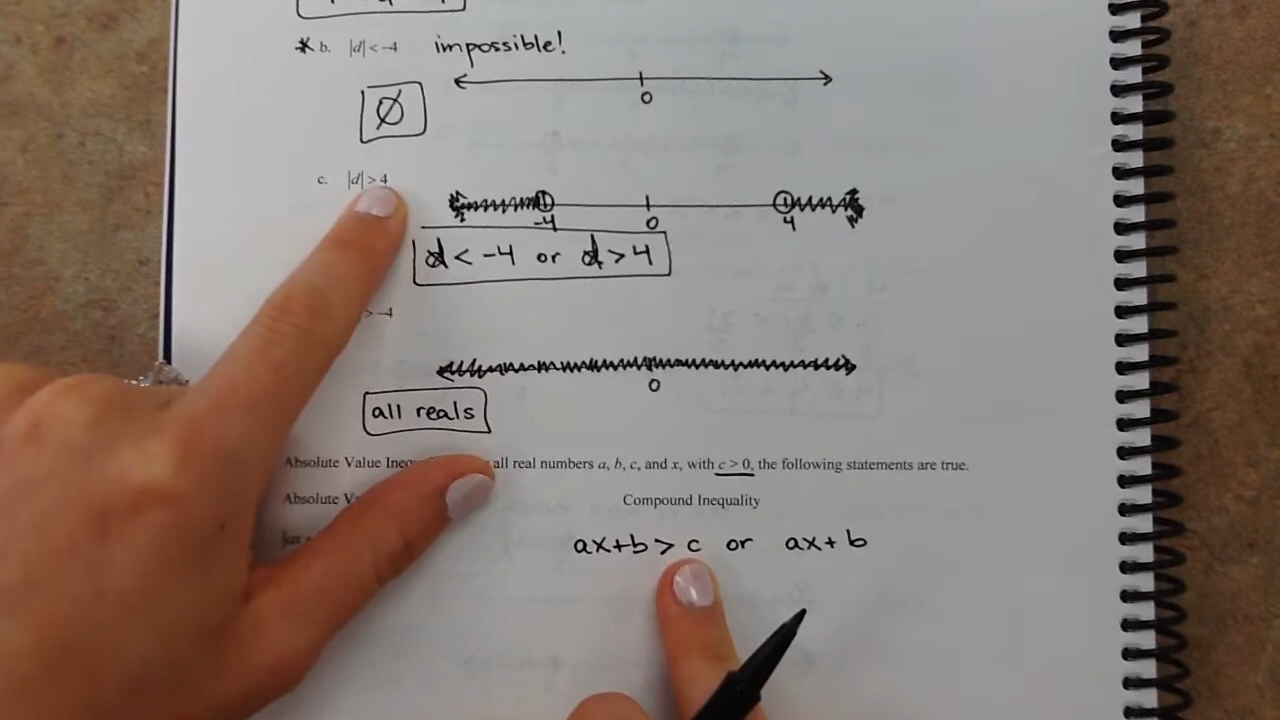 * b. |d| < -4 impossible!
0
Ø
c. |d| > 4
-4 0 4
d < -4 or d > 4
> -4
0
all reals
Absolute Value all real numbers a, b, c, and x, with c > 0, the following statements are true.
Absolute Compound Inequality
ax+b > c or ax+b